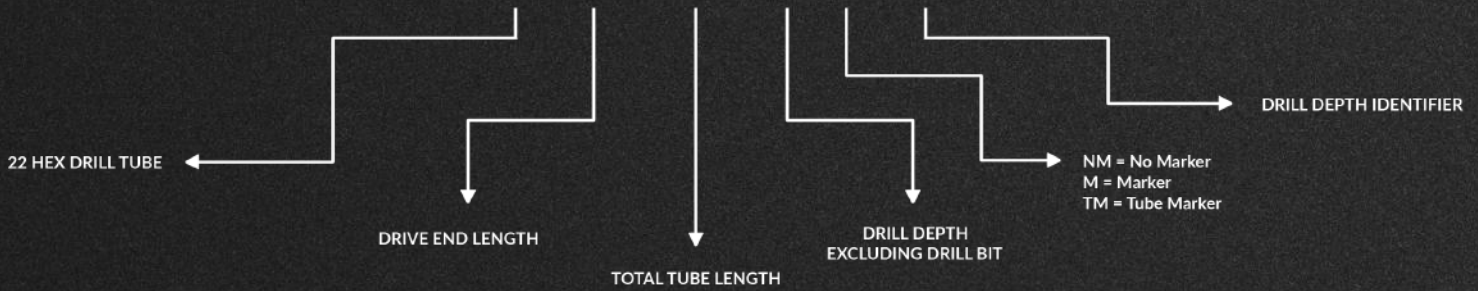 DRILL DEPTH IDENTIFIER
22 HEX DRILL TUBE
NM = No Marker
M = Marker
TM = Tube Marker
DRIVE END LENGTH
DRILL DEPTH
EXCLUDING DRILL BIT
TOTAL TUBE LENGTH